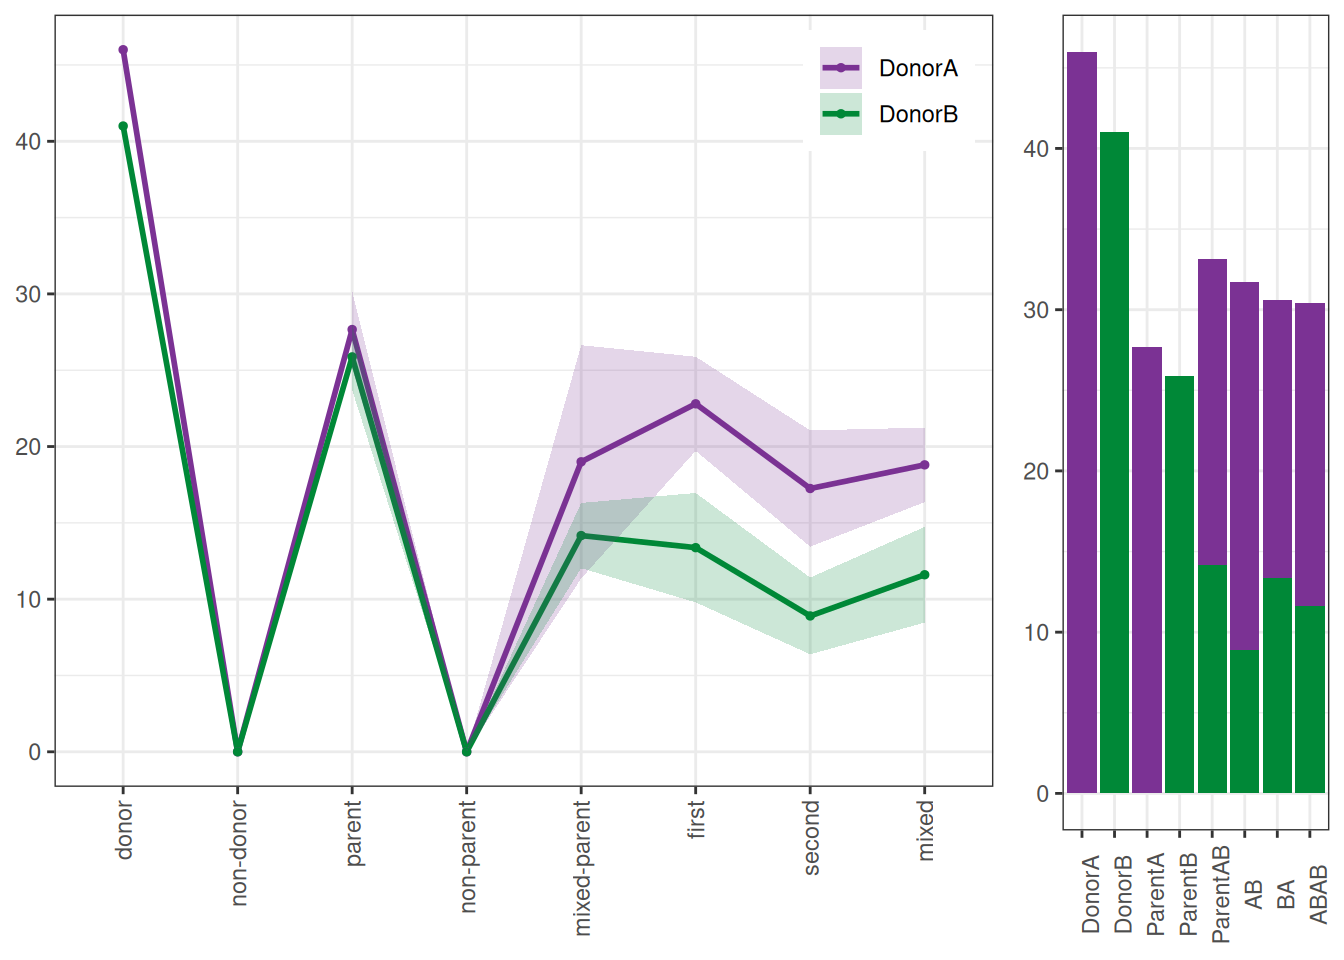 DonorA
DonorB
40
30
20
10
0
donor
non-donor
parent
non-parent
mixed-parent
first
second
mixed
40
30
20
10
0
DonorA
DonorB
ParentA
ParentB
ParentAB
AB
BA
ABAB